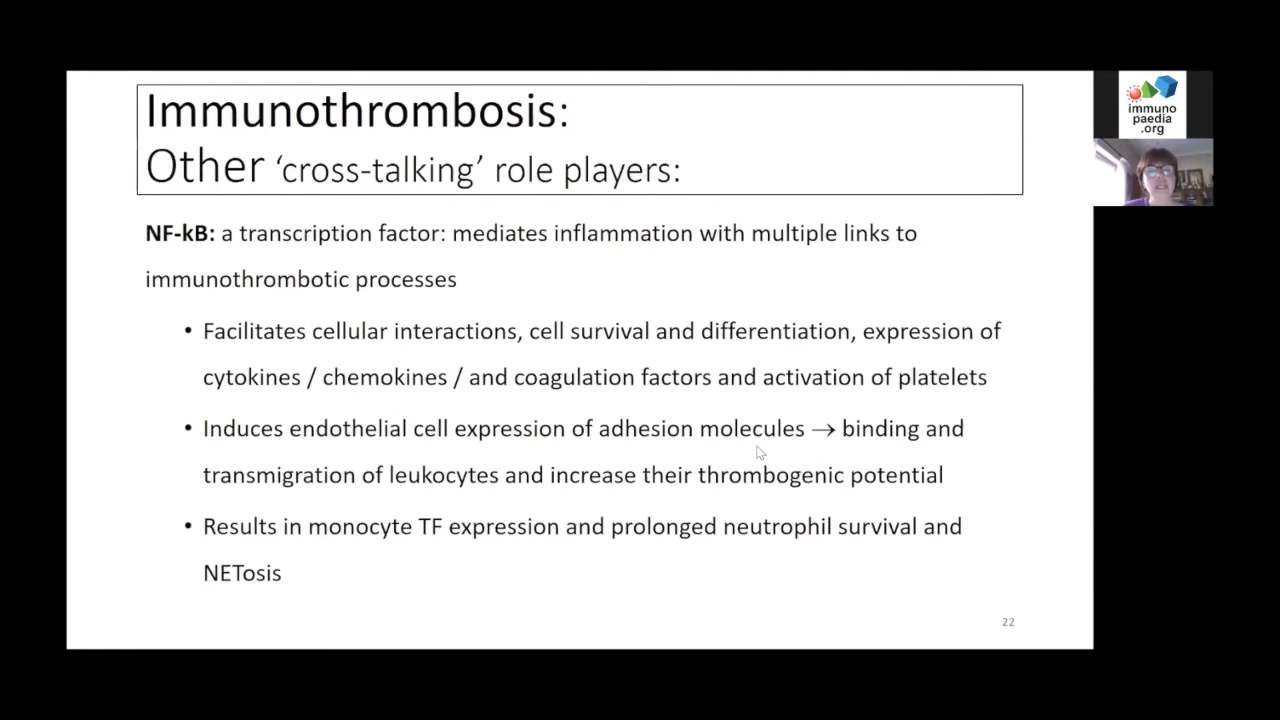 Immunothrombosis:
Other ‘cross-talking’ role players:
NF-kB: a transcription factor: mediates inflammation with multiple links to
immunothrombotic processes
• Facilitates cellular interactions, cell survival and differentiation, expression of
cytokines / chemokines / and coagulation factors and activation of platelets
• Induces endothelial cell expression of adhesion molecules → binding and
transmigration of leukocytes and increase their thrombogenic potential
• Results in monocyte TF expression and prolonged neutrophil survival and
NETosis
22
immuno
paedia
.org